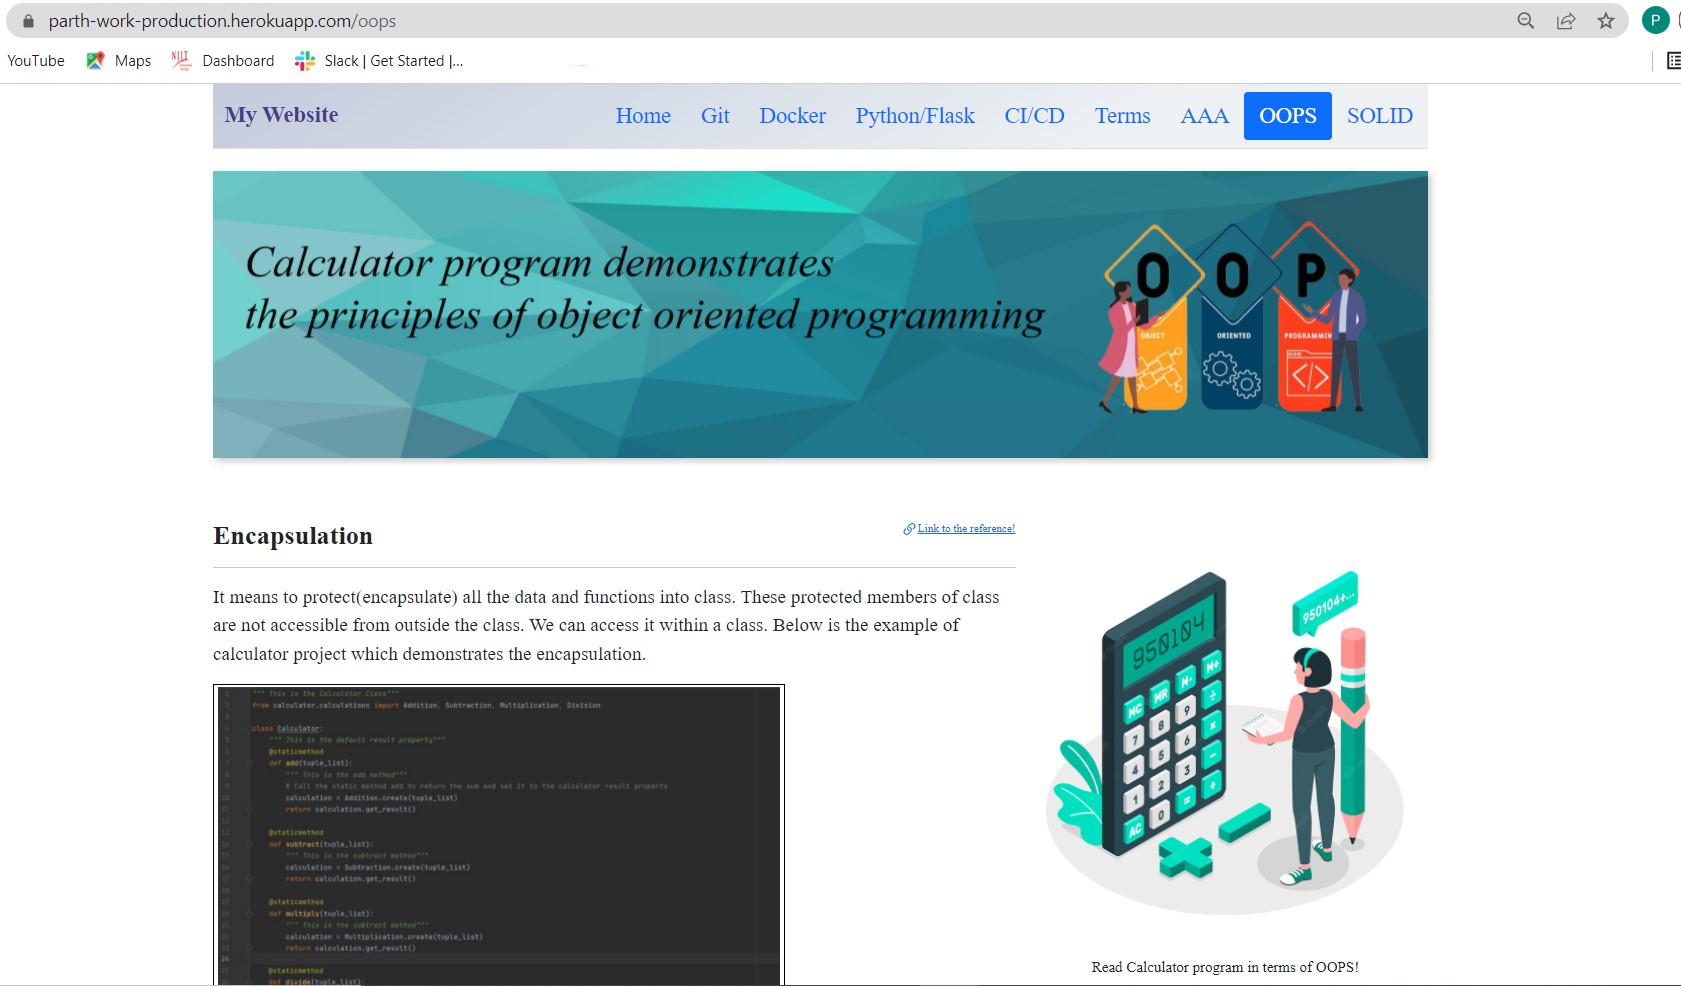 parth-work-production.herokuapp.com/oops
P
YouTube Maps Dashboard Slack | Get Started |...
My Website Home Git Docker Python/Flask CI/CD Terms AAA OOPS SOLID
Calculator program demonstrates
the principles of object oriented programming
O O P
OBJECT ORIENTED PROGRAMMIN
Encapsulation
Link to the reference!
It means to protect(encapsulate) all the data and functions into class. These protected members of class
are not accessible from outside the class. We can access it within a class. Below is the example of
calculator project which demonstrates the encapsulation.
""" This is the Calculator Class"""
from calculator.calculations import Addition, Subtraction, Multiplication, Division
class Calculator:
""" This is the default result property"""
@staticmethod
def add(tuple_list):
""" This is the add method"""
# Call the static method add to return the sum and set it to the calculator result property
calculation = Addition.create(tuple_list)
return calculation.get_result()
@staticmethod
def subtract(tuple_list):
""" This is the subtract method"""
calculation = Subtraction.create(tuple_list)
return calculation.get_result()
@staticmethod
def multiply(tuple_list):
""" This is the subtract method"""
calculation = Multiplication.create(tuple_list)
return calculation.get_result()
@staticmethod
def divide(tuple_list):
950104+...
950104
MC MR M- M+
7 8 9 ÷
4 5 6 ×
1 2 3 −
AC 0 = +
Read Calculator program in terms of OOPS!